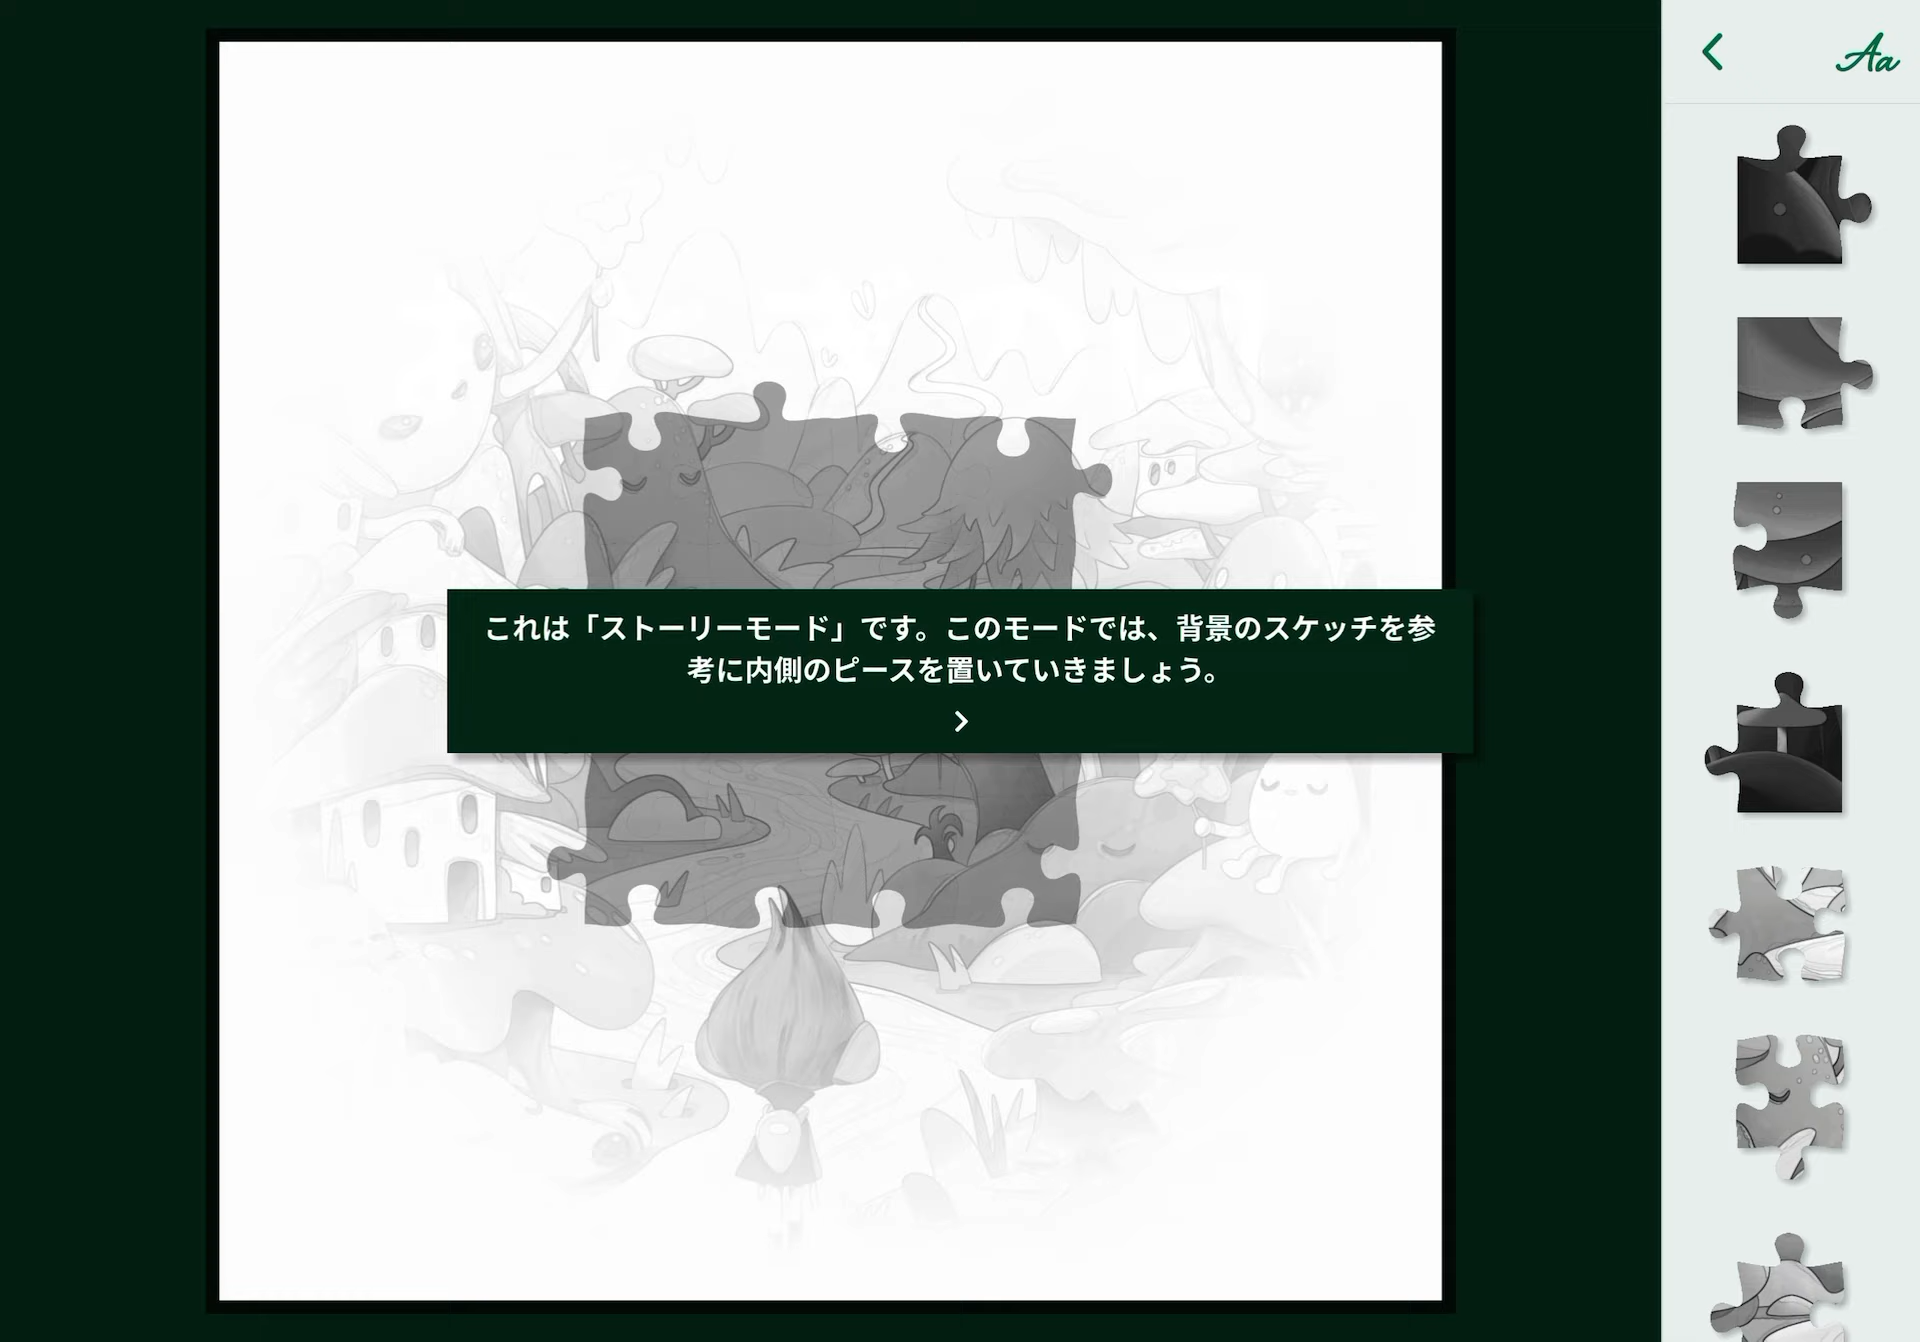 Aa
これは「ストーリーモード」です。このモードでは、背景のスケッチを参
考に内側のピースを置いていきましょう。